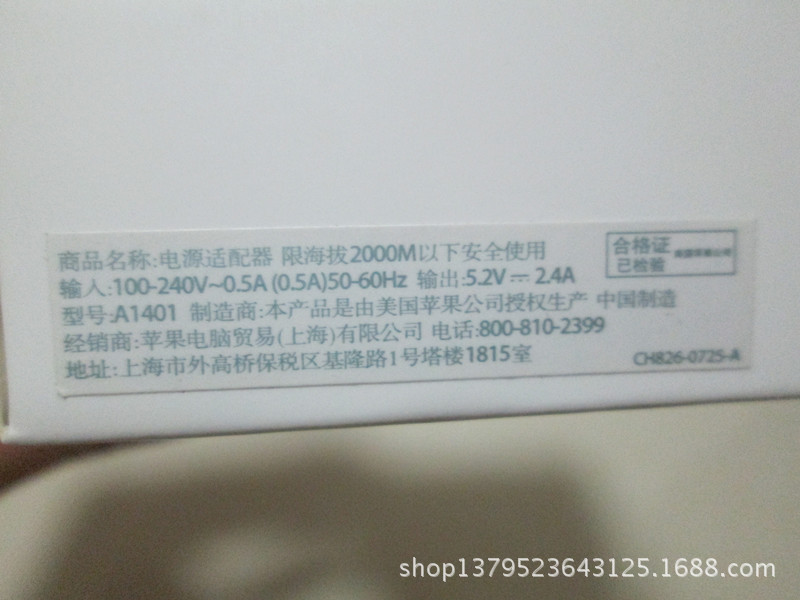 商品名称:电源适配器 限海拔2000M以下安全使用
合格证
已检验
输入:100-240V~0.5A (0.5A)50-60Hz 输出:5.2V⎓2.4A
型号:A1401 制造商:本产品是由美国苹果公司授权生产 中国制造
经销商:苹果电脑贸易(上海)有限公司 电话:800-810-2399
地址:上海市外高桥保税区基隆路1号塔楼1815室
CH826-0725-A
shop1379523643125.1688.com